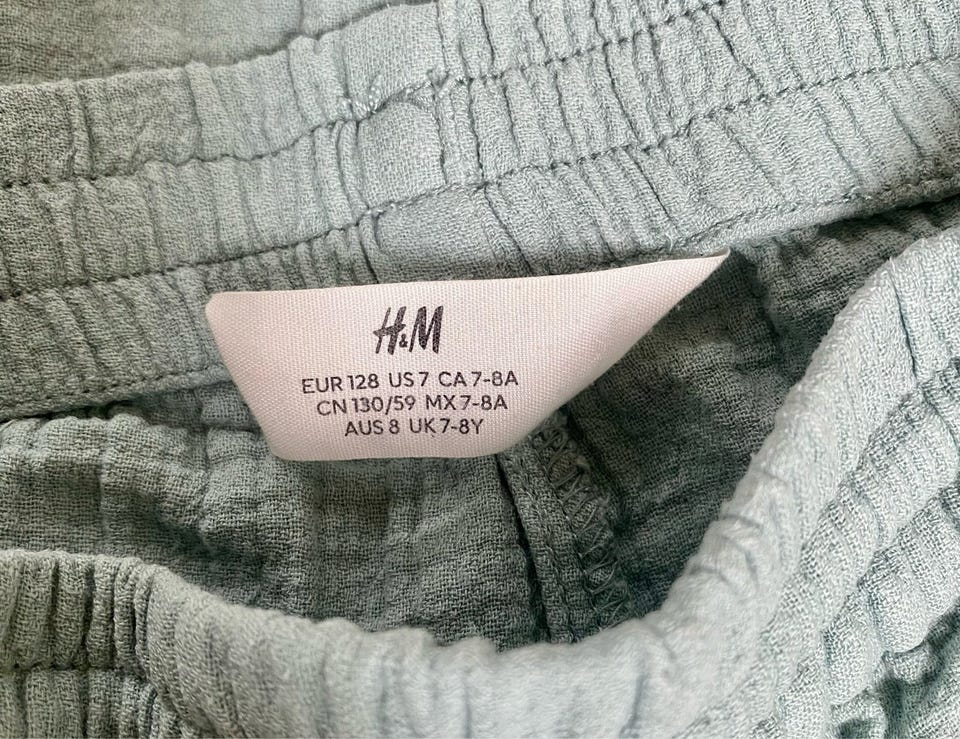 H&M
EUR 128 US 7 CA 7-8A
CN 130/59 MX 7-8A
AUS 8 UK 7-8Y